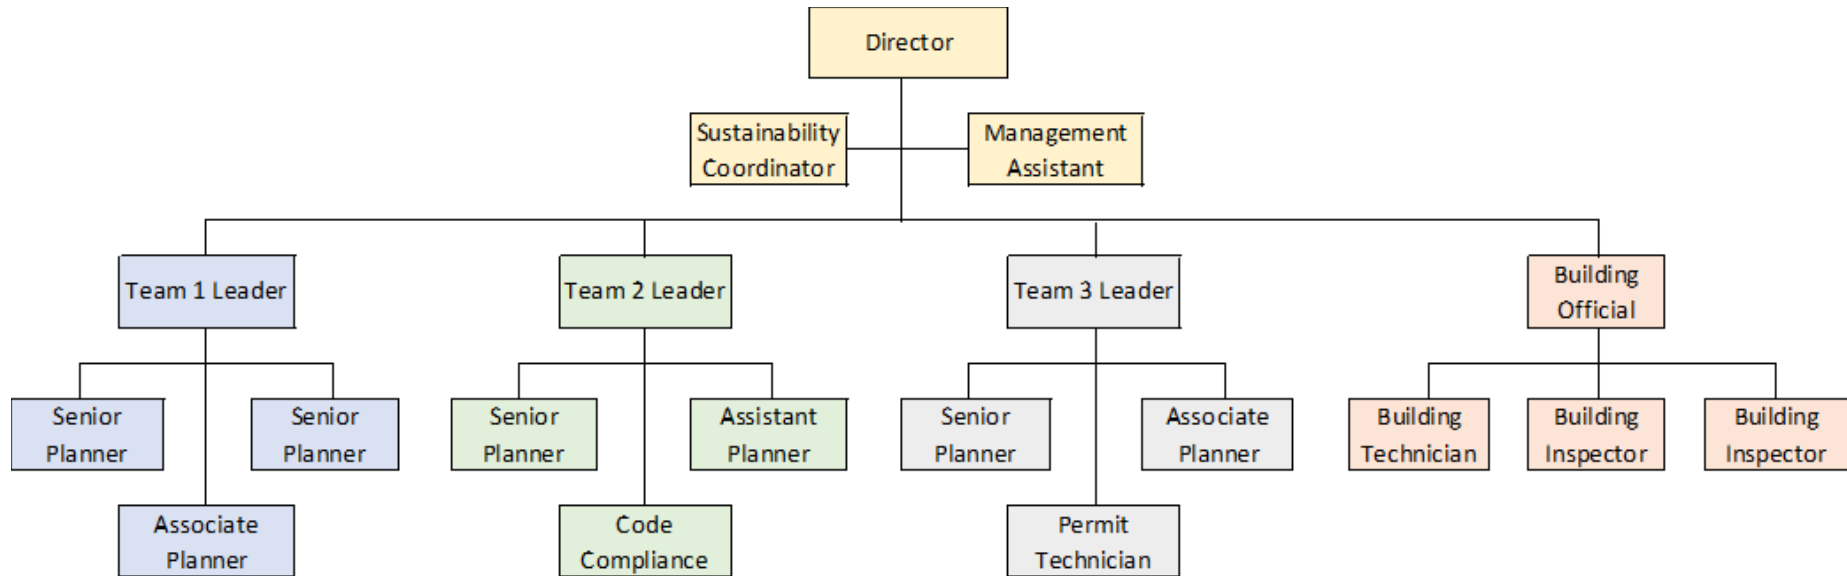 Director
Sustainability
Coordinator
Management
Assistant
Team 1 Leader
Team 2 Leader
Team 3 Leader
Building
Official
Senior
Planner
Senior
Planner
Senior
Planner
Assistant
Planner
Senior
Planner
Associate
Planner
Building
Technician
Building
Inspector
Building
Inspector
Associate
Planner
Code
Compliance
Permit
Technician